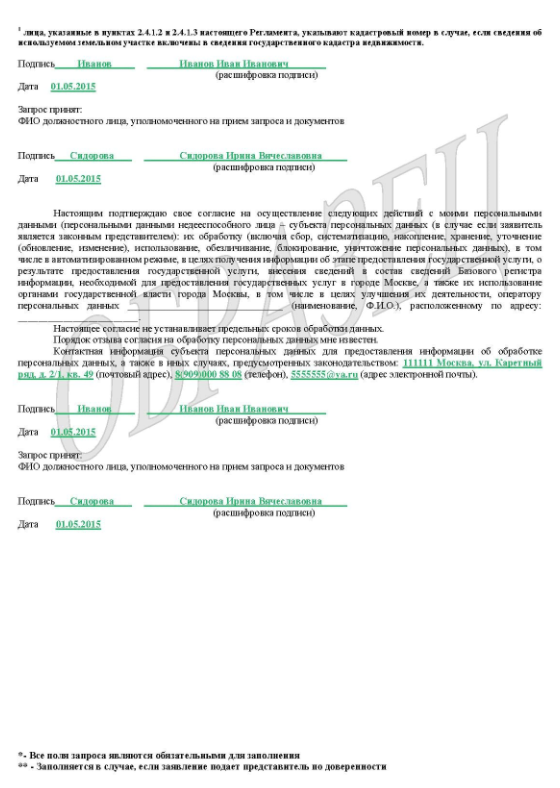 1 лица, указанные в пунктах 2.4.1.2 и 2.4.1.3 настоящего Регламента, указывают кадастровый номер в случае, если сведения об
используемом земельном участке включены в сведения государственного кадастра недвижимости.
Подпись Иванов Иванов Иван Иванович
(расшифровка подписи)
Дата 01.05.2015
Запрос принят:
ФИО должностного лица, уполномоченного на прием запроса и документов
Подпись Сидорова Сидорова Ирина Вячеславовна
(расшифровка подписи)
Дата 01.05.2015
ОБРАЗЕЦ
Настоящим подтверждаю свое согласие на осуществление следующих действий с моими персональными
данными (персональными данными недееспособного лица – субъекта персональных данных (в случае если заявитель
является законным представителем): их обработку (включая сбор, систематизацию, накопление, хранение, уточнение
(обновление, изменение), использование, обезличивание, блокирование, уничтожение персональных данных), в том
числе в автоматизированном режиме, в целях получения информации об этапе предоставления государственной услуги, о
результате предоставления государственной услуги, внесения сведений в состав сведений Базового регистра
информации, необходимой для предоставления государственных услуг в городе Москве, а также их использование
органами государственной власти города Москвы, в том числе в целях улучшения их деятельности, оператору
персональных данных ______ (наименование, Ф.И.О.), расположенному по адресу:
______.
Настоящее согласие не устанавливает предельных сроков обработки данных.
Порядок отзыва согласия на обработку персональных данных мне известен.
Контактная информация субъекта персональных данных для предоставления информации об обработке
персональных данных, а также в иных случаях, предусмотренных законодательством: 111111 Москва, ул. Каретный
ряд, д. 2/1, кв. 49 (почтовый адрес), 8(909)000 88 08 (телефон), 5555555@ya.ru (адрес электронной почты).
Подпись Иванов Иванов Иван Иванович
(расшифровка подписи)
Дата 01.05.2015
Запрос принят:
ФИО должностного лица, уполномоченного на прием запроса и документов
Подпись Сидорова Сидорова Ирина Вячеславовна
(расшифровка подписи)
Дата 01.05.2015
*- Все поля запроса являются обязательными для заполнения
** - Заполняется в случае, если заявление подает представитель по доверенности